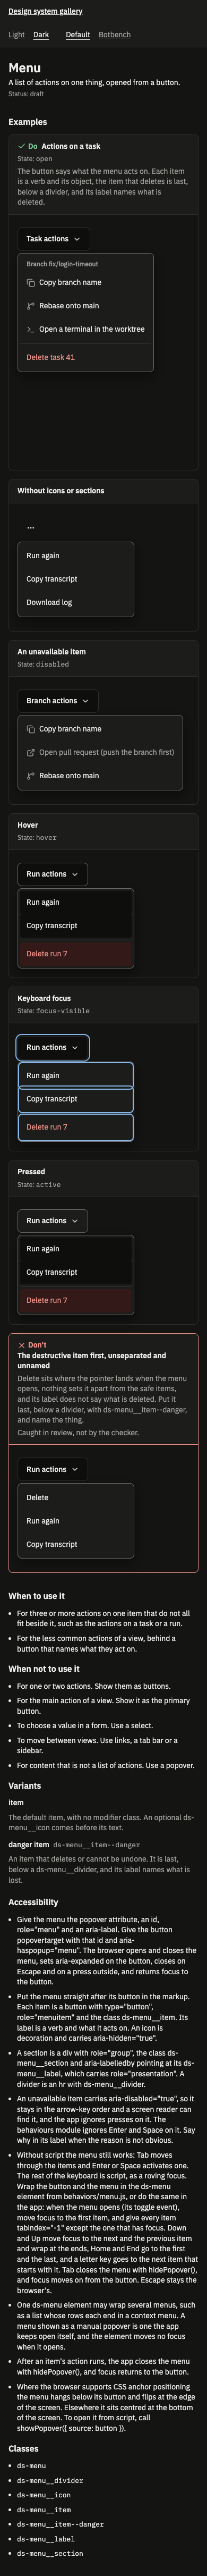 Design system gallery
Light Dark Default Botbench
Menu
A list of actions on one thing, opened from a button.
Status: draft
Examples
Do Actions on a task
State: open
The button says what the menu acts on. Each item
is a verb and its object, the item that deletes is last,
below a divider, and its label names what is
deleted.
Task actions
Branch fix/login-timeout
Copy branch name
Rebase onto main
Open a terminal in the worktree
Delete task 41
Without icons or sections
...
Run again
Copy transcript
Download log
An unavailable item
State: disabled
Branch actions
Copy branch name
Open pull request (push the branch first)
Rebase onto main
Hover
State: hover
Run actions
Run again
Copy transcript
Delete run 7
Keyboard focus
State: focus-visible
Run actions
Run again
Copy transcript
Delete run 7
Pressed
State: active
Run actions
Run again
Copy transcript
Delete run 7
Don't
The destructive item first, unseparated and
unnamed
Delete sits where the pointer lands when the menu
opens, nothing sets it apart from the safe items,
and its label does not say what is deleted. Put it
last, below a divider, with ds-menu__item--danger,
and name the thing.
Caught in review, not by the checker.
Run actions
Delete
Run again
Copy transcript
When to use it
• For three or more actions on one item that do not all
fit beside it, such as the actions on a task or a run.
• For the less common actions of a view, behind a
button that names what they act on.
When not to use it
• For one or two actions. Show them as buttons.
• For the main action of a view. Show it as the primary
button.
• To choose a value in a form. Use a select.
• To move between views. Use links, a tab bar or a
sidebar.
• For content that is not a list of actions. Use a popover.
Variants
item
The default item, with no modifier class. An optional ds-
menu__icon comes before its text.
danger item ds-menu__item--danger
An item that deletes or cannot be undone. It is last,
below a ds-menu__divider, and its label names what is
lost.
Accessibility
• Give the menu the popover attribute, an id,
role="menu" and an aria-label. Give the button
popovertarget with that id and aria-
haspopup="menu". The browser opens and closes the
menu, sets aria-expanded on the button, closes on
Escape and on a press outside, and returns focus to
the button.
• Put the menu straight after its button in the markup.
Each item is a button with type="button",
role="menuitem" and the class ds-menu__item. Its
label is a verb and what it acts on. An icon is
decoration and carries aria-hidden="true".
• A section is a div with role="group", the class ds-
menu__section and aria-labelledby pointing at its ds-
menu__label, which carries role="presentation". A
divider is an hr with ds-menu__divider.
• An unavailable item carries aria-disabled="true", so it
stays in the arrow-key order and a screen reader can
find it, and the app ignores presses on it. The
behaviours module ignores Enter and Space on it. Say
why in its label when the reason is not obvious.
• Without script the menu still works: Tab moves
through the items and Enter or Space activates one.
The rest of the keyboard is script, as a roving focus.
Wrap the button and the menu in the ds-menu
element from behaviors/menu.js, or do the same in
the app: when the menu opens (its toggle event),
move focus to the first item, and give every item
tabindex="-1" except the one that has focus. Down
and Up move focus to the next and the previous item
and wrap at the ends, Home and End go to the first
and the last, and a letter key goes to the next item
that starts with it. Tab closes the menu with hidePopover(),
and focus moves on from the button. Escape stays the
browser's.
• One ds-menu element may wrap several menus, such
as a list whose rows each end in a context menu. A
menu shown as a manual popover is one the app
keeps open itself, and the element moves no focus
when it opens.
• After an item's action runs, the app closes the menu
with hidePopover(), and focus returns to the button.
• Where the browser supports CSS anchor positioning
the menu hangs below its button and flips at the edge
of the screen. Elsewhere it sits centred at the bottom
of the screen. To open it from script, call
showPopover({ source: button }).
Classes
• ds-menu
• ds-menu__divider
• ds-menu__icon
• ds-menu__item
• ds-menu__item--danger
• ds-menu__label
• ds-menu__section